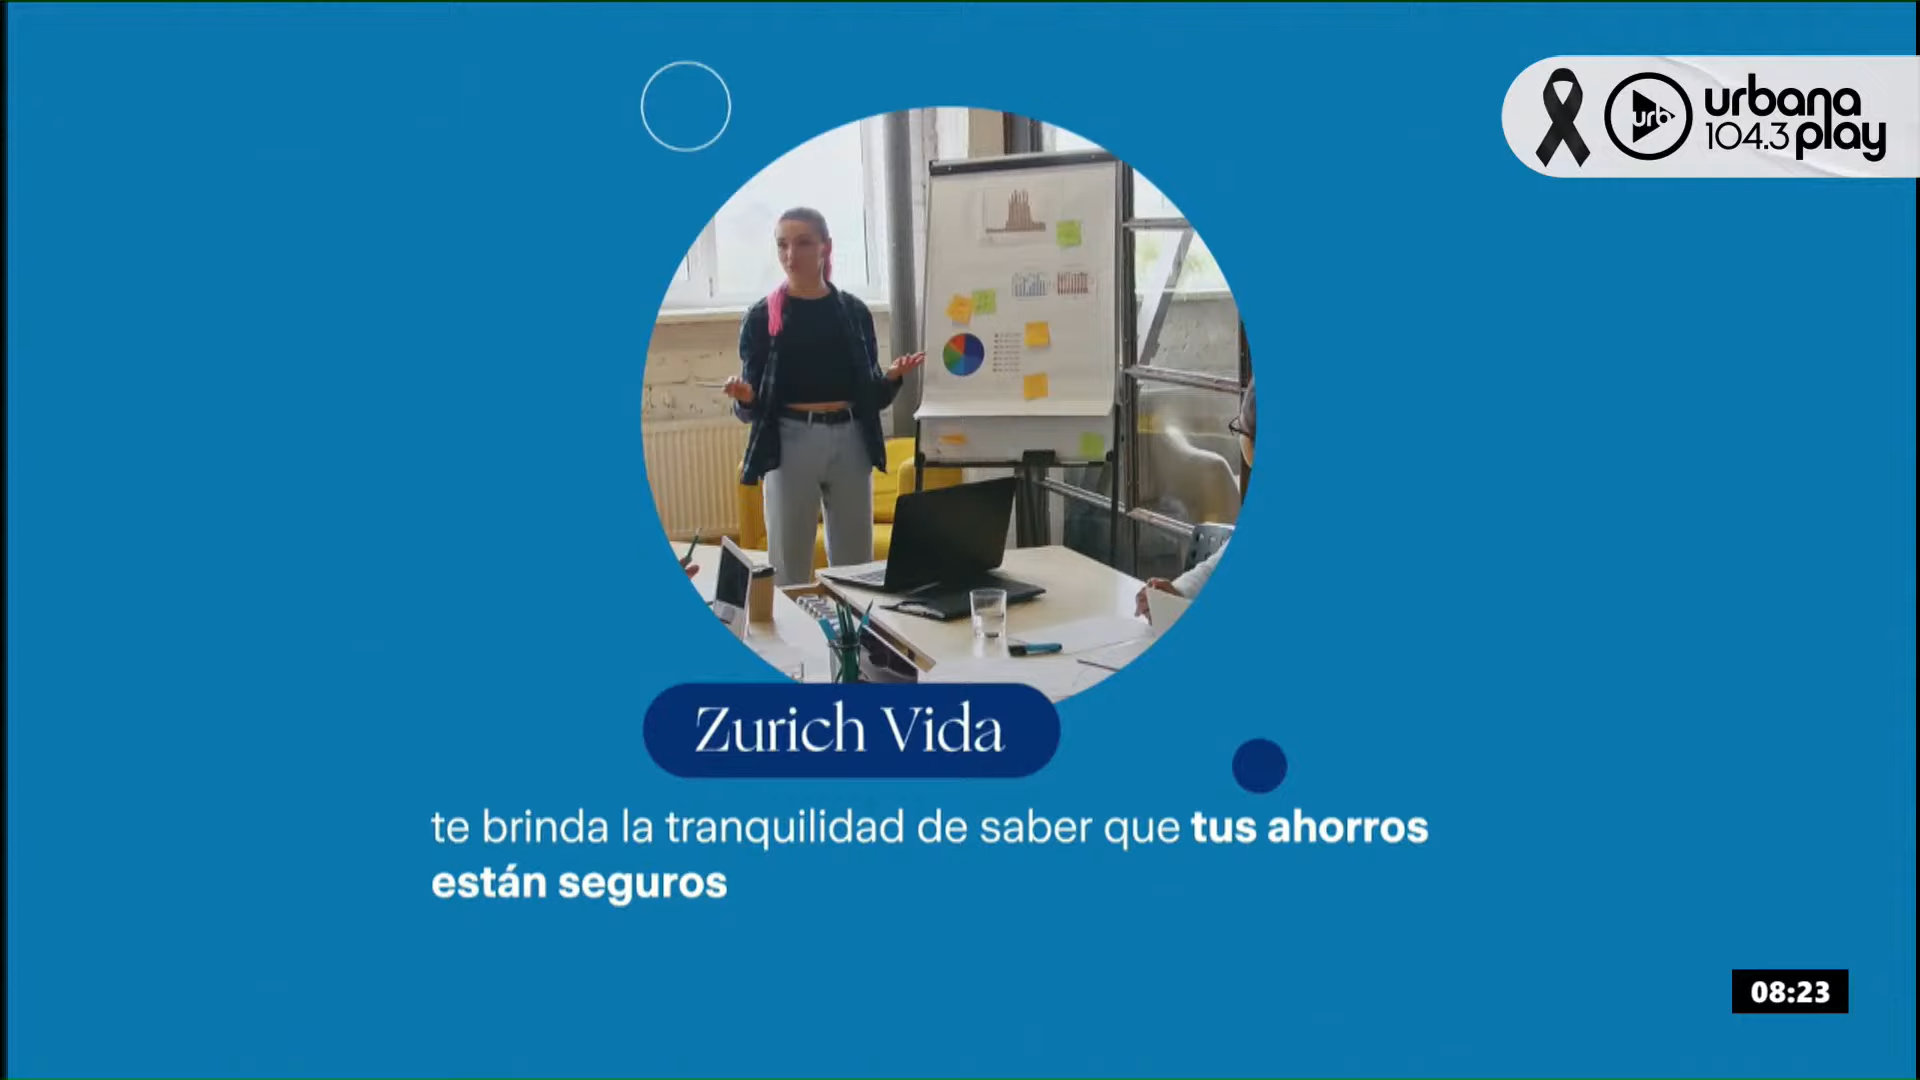 urb
urbana
104.3 play
Zurich Vida
te brinda la tranquilidad de saber que tus ahorros
están seguros
08:23